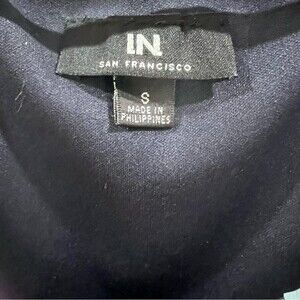 IN.
SAN FRANCISCO
S
MADE IN
PHILIPPINES